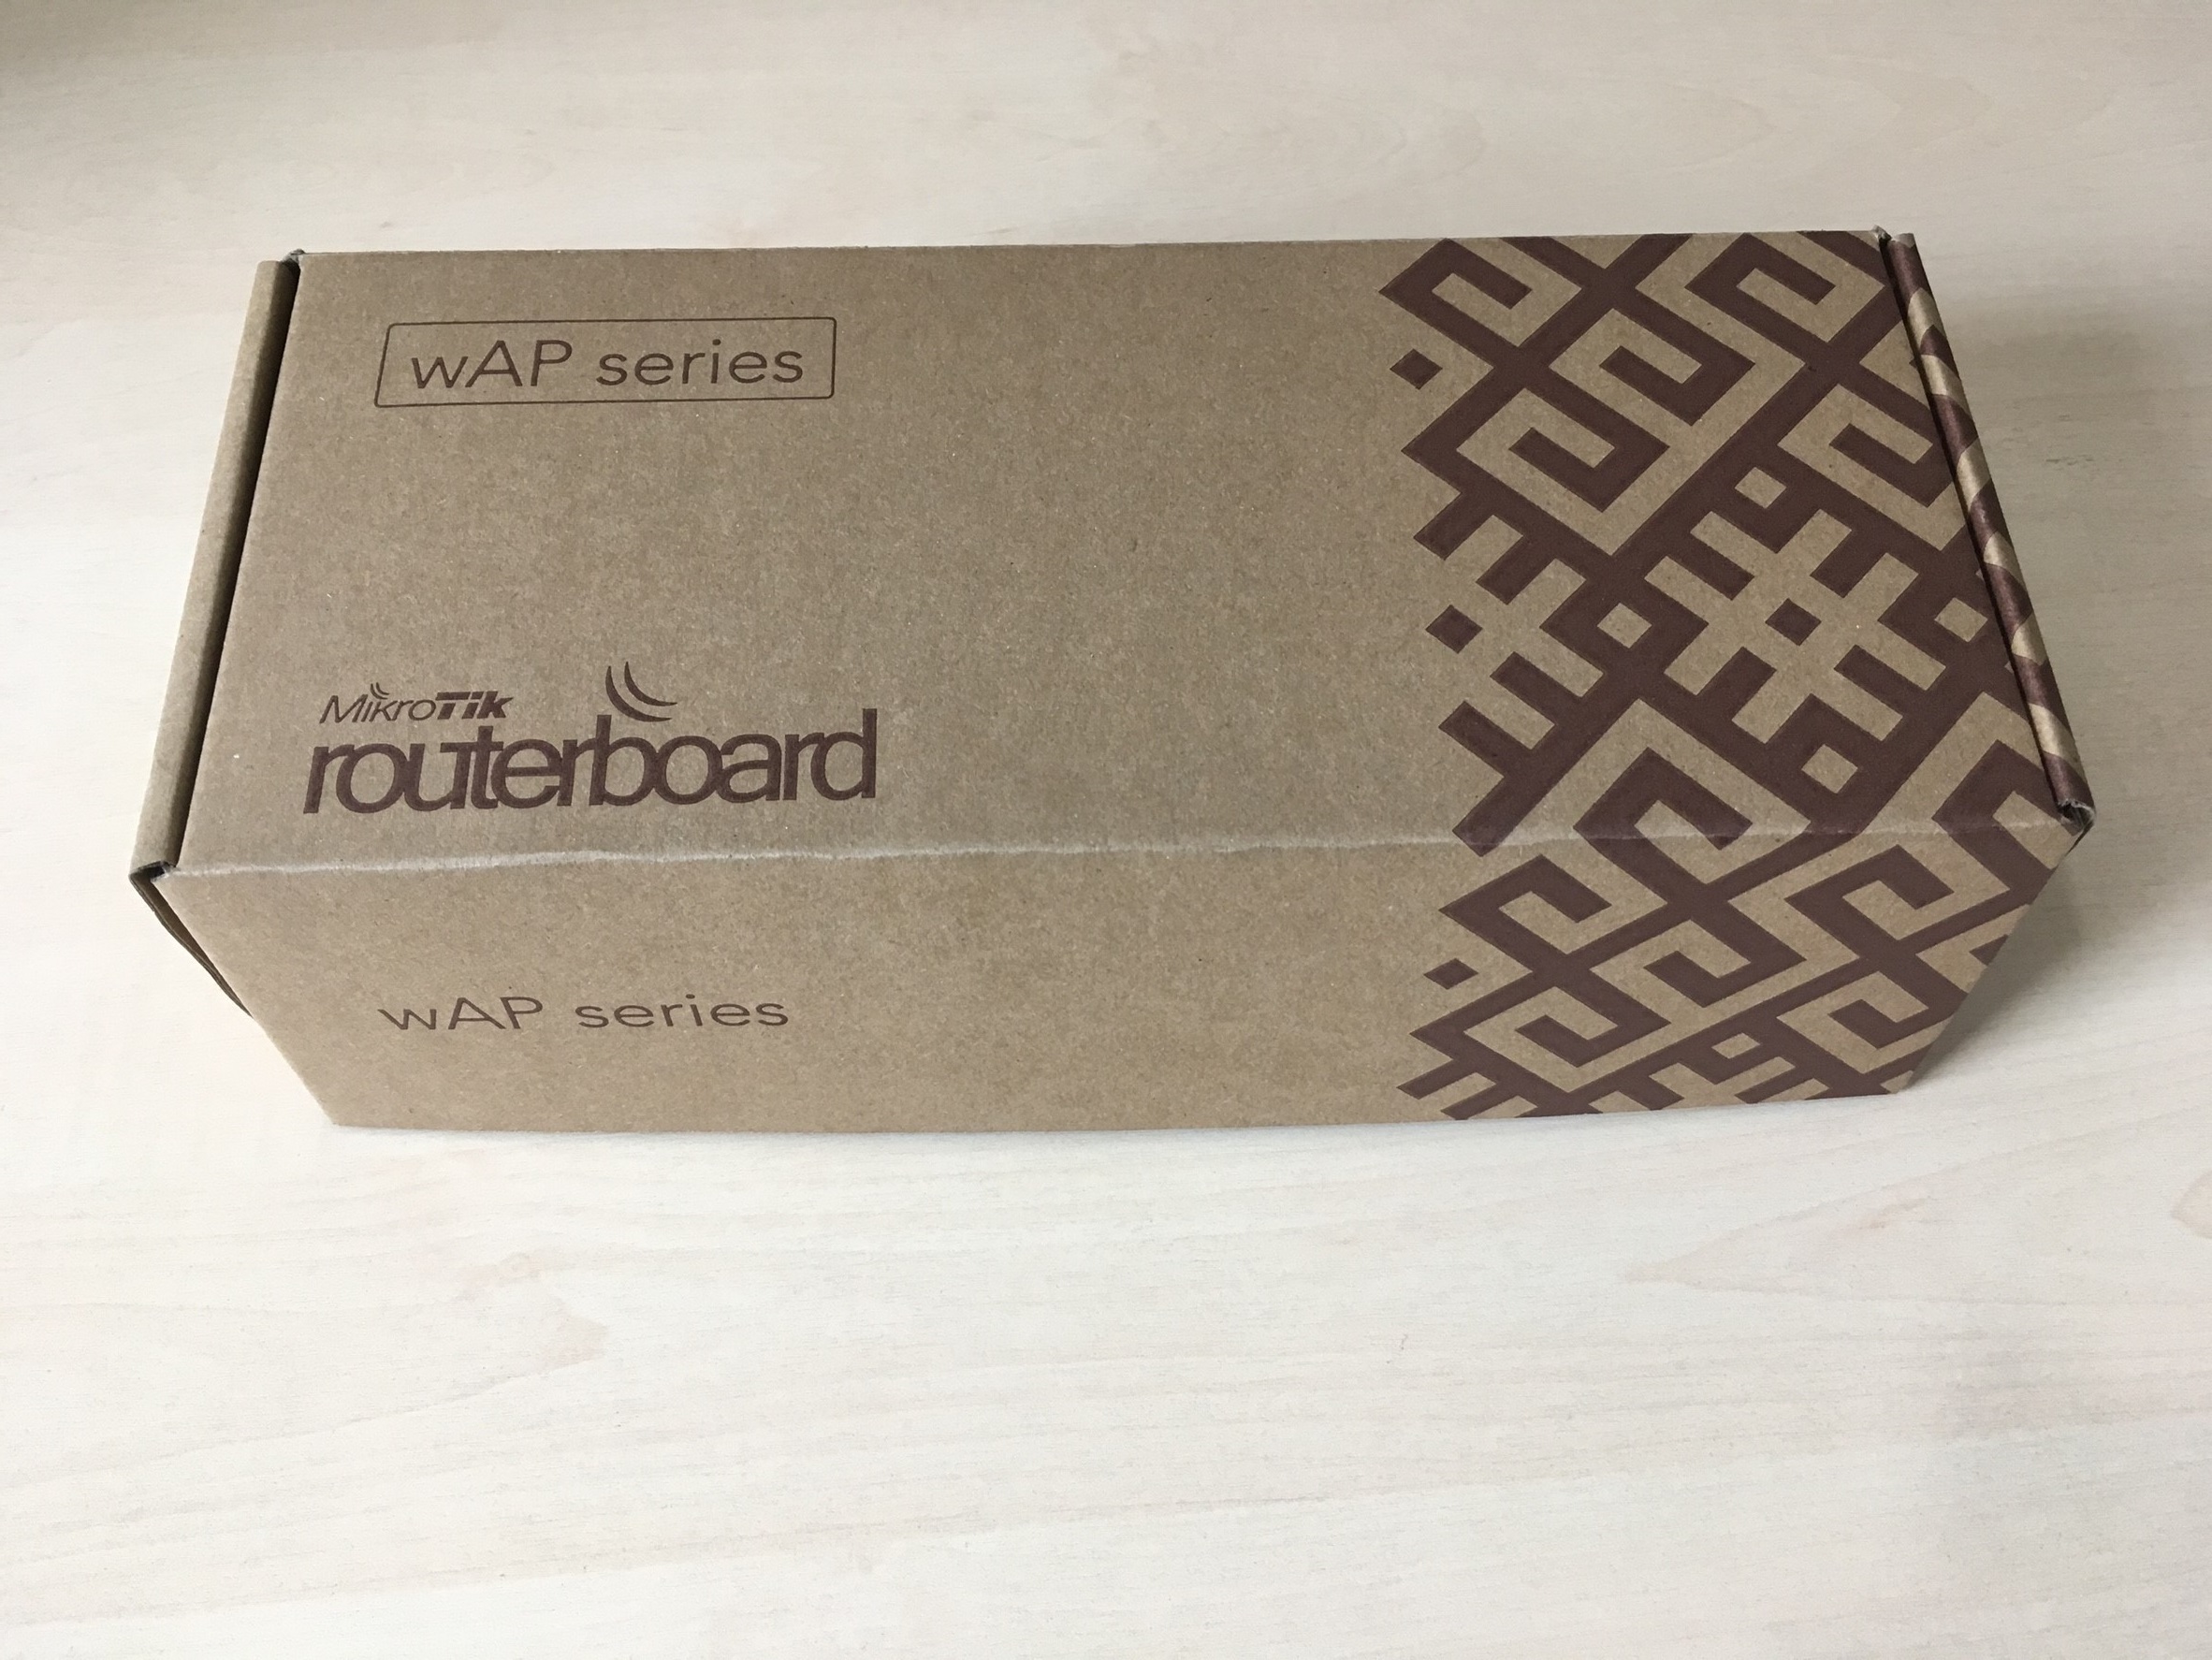 wAP series
MikroTik
routerboard
wAP series